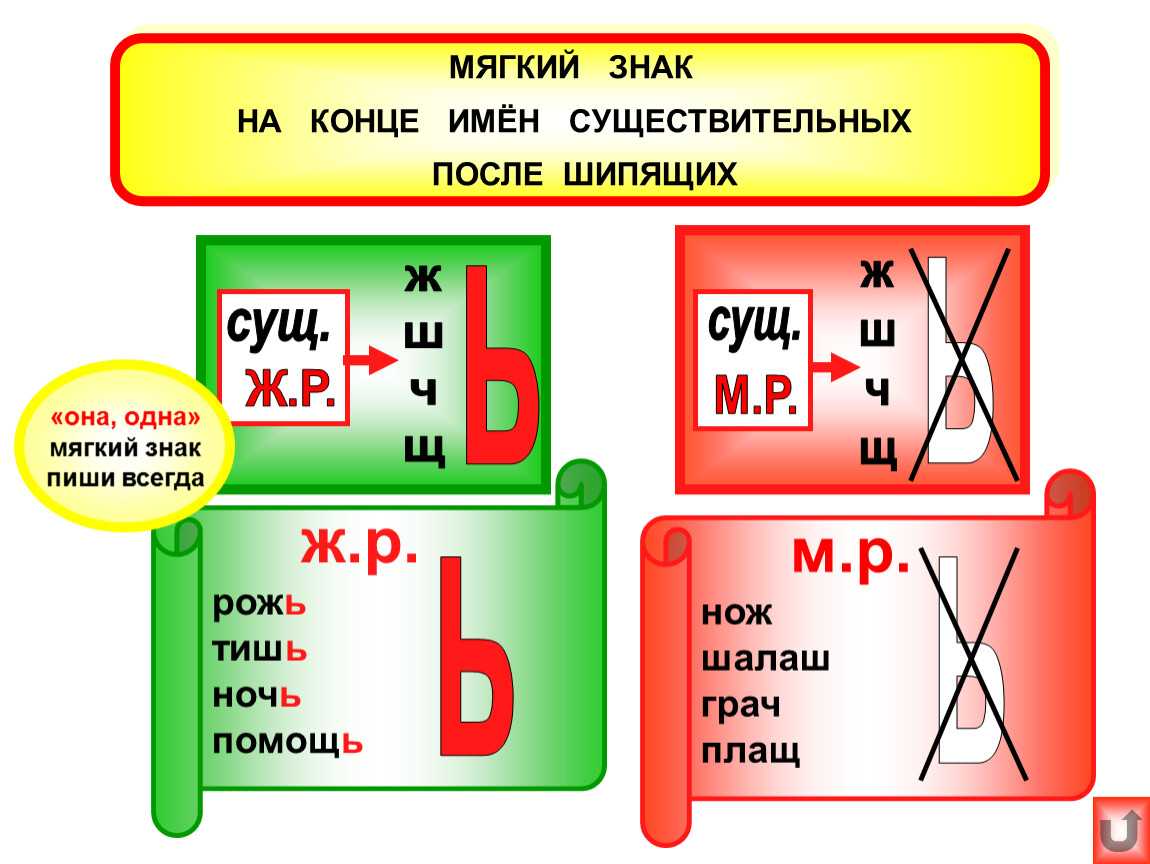 МЯГКИЙ ЗНАК
НА КОНЦЕ ИМЁН СУЩЕСТВИТЕЛЬНЫХ
ПОСЛЕ ШИПЯЩИХ
сущ.
Ж.Р.
ж
ш
ч
щ
Ь
«она, одна»
мягкий знак
пиши всегда
сущ.
М.Р.
ж
ш
ч
щ
Ь
ж.р.
рожь
тишь
ночь
помощь
Ь
м.р.
нож
шалаш
грач
плащ
Ь